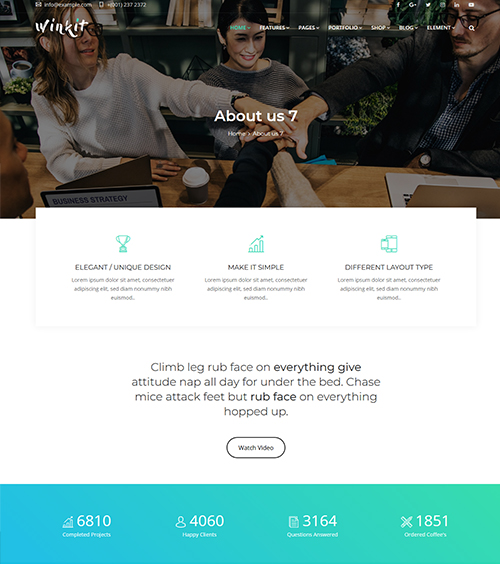 info@example.com +(001) 237 2372
Winkit
HOME FEATURES PAGES PORTFOLIO SHOP BLOG ELEMENT
About us 7
Home > About us 7
BUSINESS STRATEGY
ELEGANT / UNIQUE DESIGN
Lorem ipsum dolor sit amet, consectetuer
adipiscing elit, sed diam nonummy nibh
euismod..
MAKE IT SIMPLE
Lorem ipsum dolor sit amet, consectetuer
adipiscing elit, sed diam nonummy nibh
euismod..
DIFFERENT LAYOUT TYPE
Lorem ipsum dolor sit amet, consectetuer
adipiscing elit, sed diam nonummy nibh
euismod..
Climb leg rub face on everything give
attitude nap all day for under the bed. Chase
mice attack feet but rub face on everything
hopped up.
Watch Video
6810
Completed Projects
4060
Happy Clients
3164
Questions Answered
1851
Ordered Coffee's